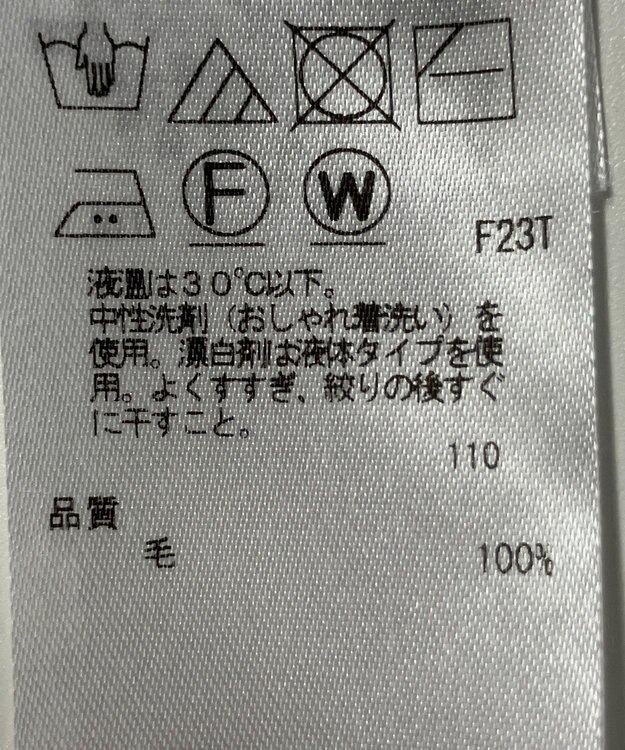 F
W
F23T
液温は30℃以下。
中性洗剤(おしゃれ着洗い)を
使用。漂白剤は液体タイプを使
用。よくすすぎ、絞りの後すぐ
に干すこと。
110
品質
毛 100%